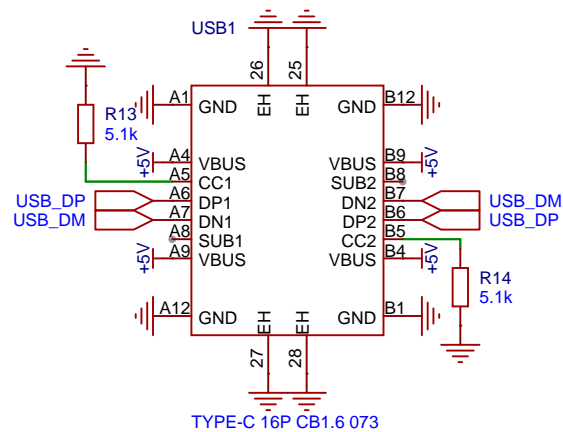 USB1
26 25
A1 GND EH EH GND B12
R13
5.1k
+5V A4 VBUS VBUS B9 +5V
A5 CC1 SUB2 B8
USB_DP A6 DP1 DN2 B7 USB_DM
USB_DM A7 DN1 DP2 B6 USB_DP
A8 SUB1 CC2 B5
+5V A9 VBUS VBUS B4 +5V
R14
5.1k
A12 GND EH EH GND B1
27 28
TYPE-C 16P CB1.6 073